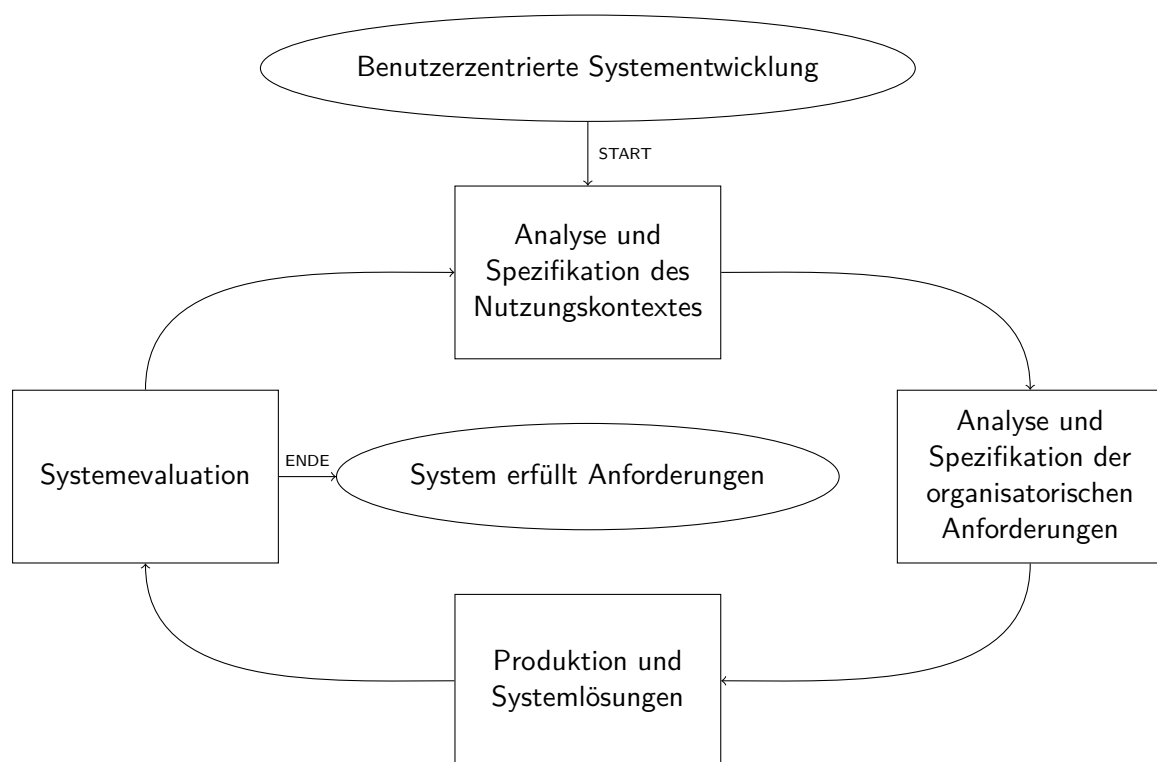 Benutzerzentrierte Systementwicklung
START
Analyse und
Spezifikation des
Nutzungskontextes
Analyse und
Spezifikation der
organisatorischen
Anforderungen
Systemevaluation
ENDE
System erfüllt Anforderungen
Produktion und
Systemlösungen